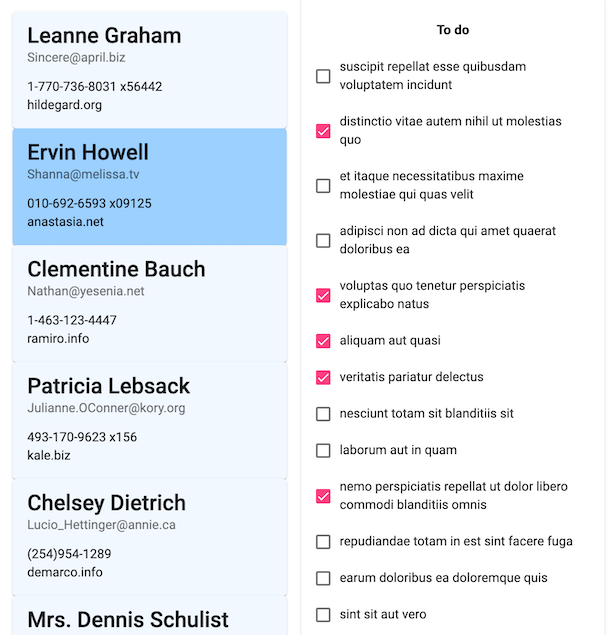 Leanne Graham
Sincere@april.biz
1-770-736-8031 x56442
hildegard.org
Ervin Howell
Shanna@melissa.tv
010-692-6593 x09125
anastasia.net
Clementine Bauch
Nathan@yesenia.net
1-463-123-4447
ramiro.info
Patricia Lebsack
Julianne.OConner@kory.org
493-170-9623 x156
kale.biz
Chelsey Dietrich
Lucio_Hettinger@annie.ca
(254)954-1289
demarco.info
Mrs. Dennis Schulist
To do
suscipit repellat esse quibusdam
voluptatem incidunt
distinctio vitae autem nihil ut molestias
quo
et itaque necessitatibus maxime
molestiae qui quas velit
adipisci non ad dicta qui amet quaerat
doloribus ea
voluptas quo tenetur perspiciatis
explicabo natus
aliquam aut quasi
veritatis pariatur delectus
nesciunt totam sit blanditiis sit
laborum aut in quam
nemo perspiciatis repellat ut dolor libero
commodi blanditiis omnis
repudiandae totam in est sint facere fuga
earum doloribus ea doloremque quis
sint sit aut vero